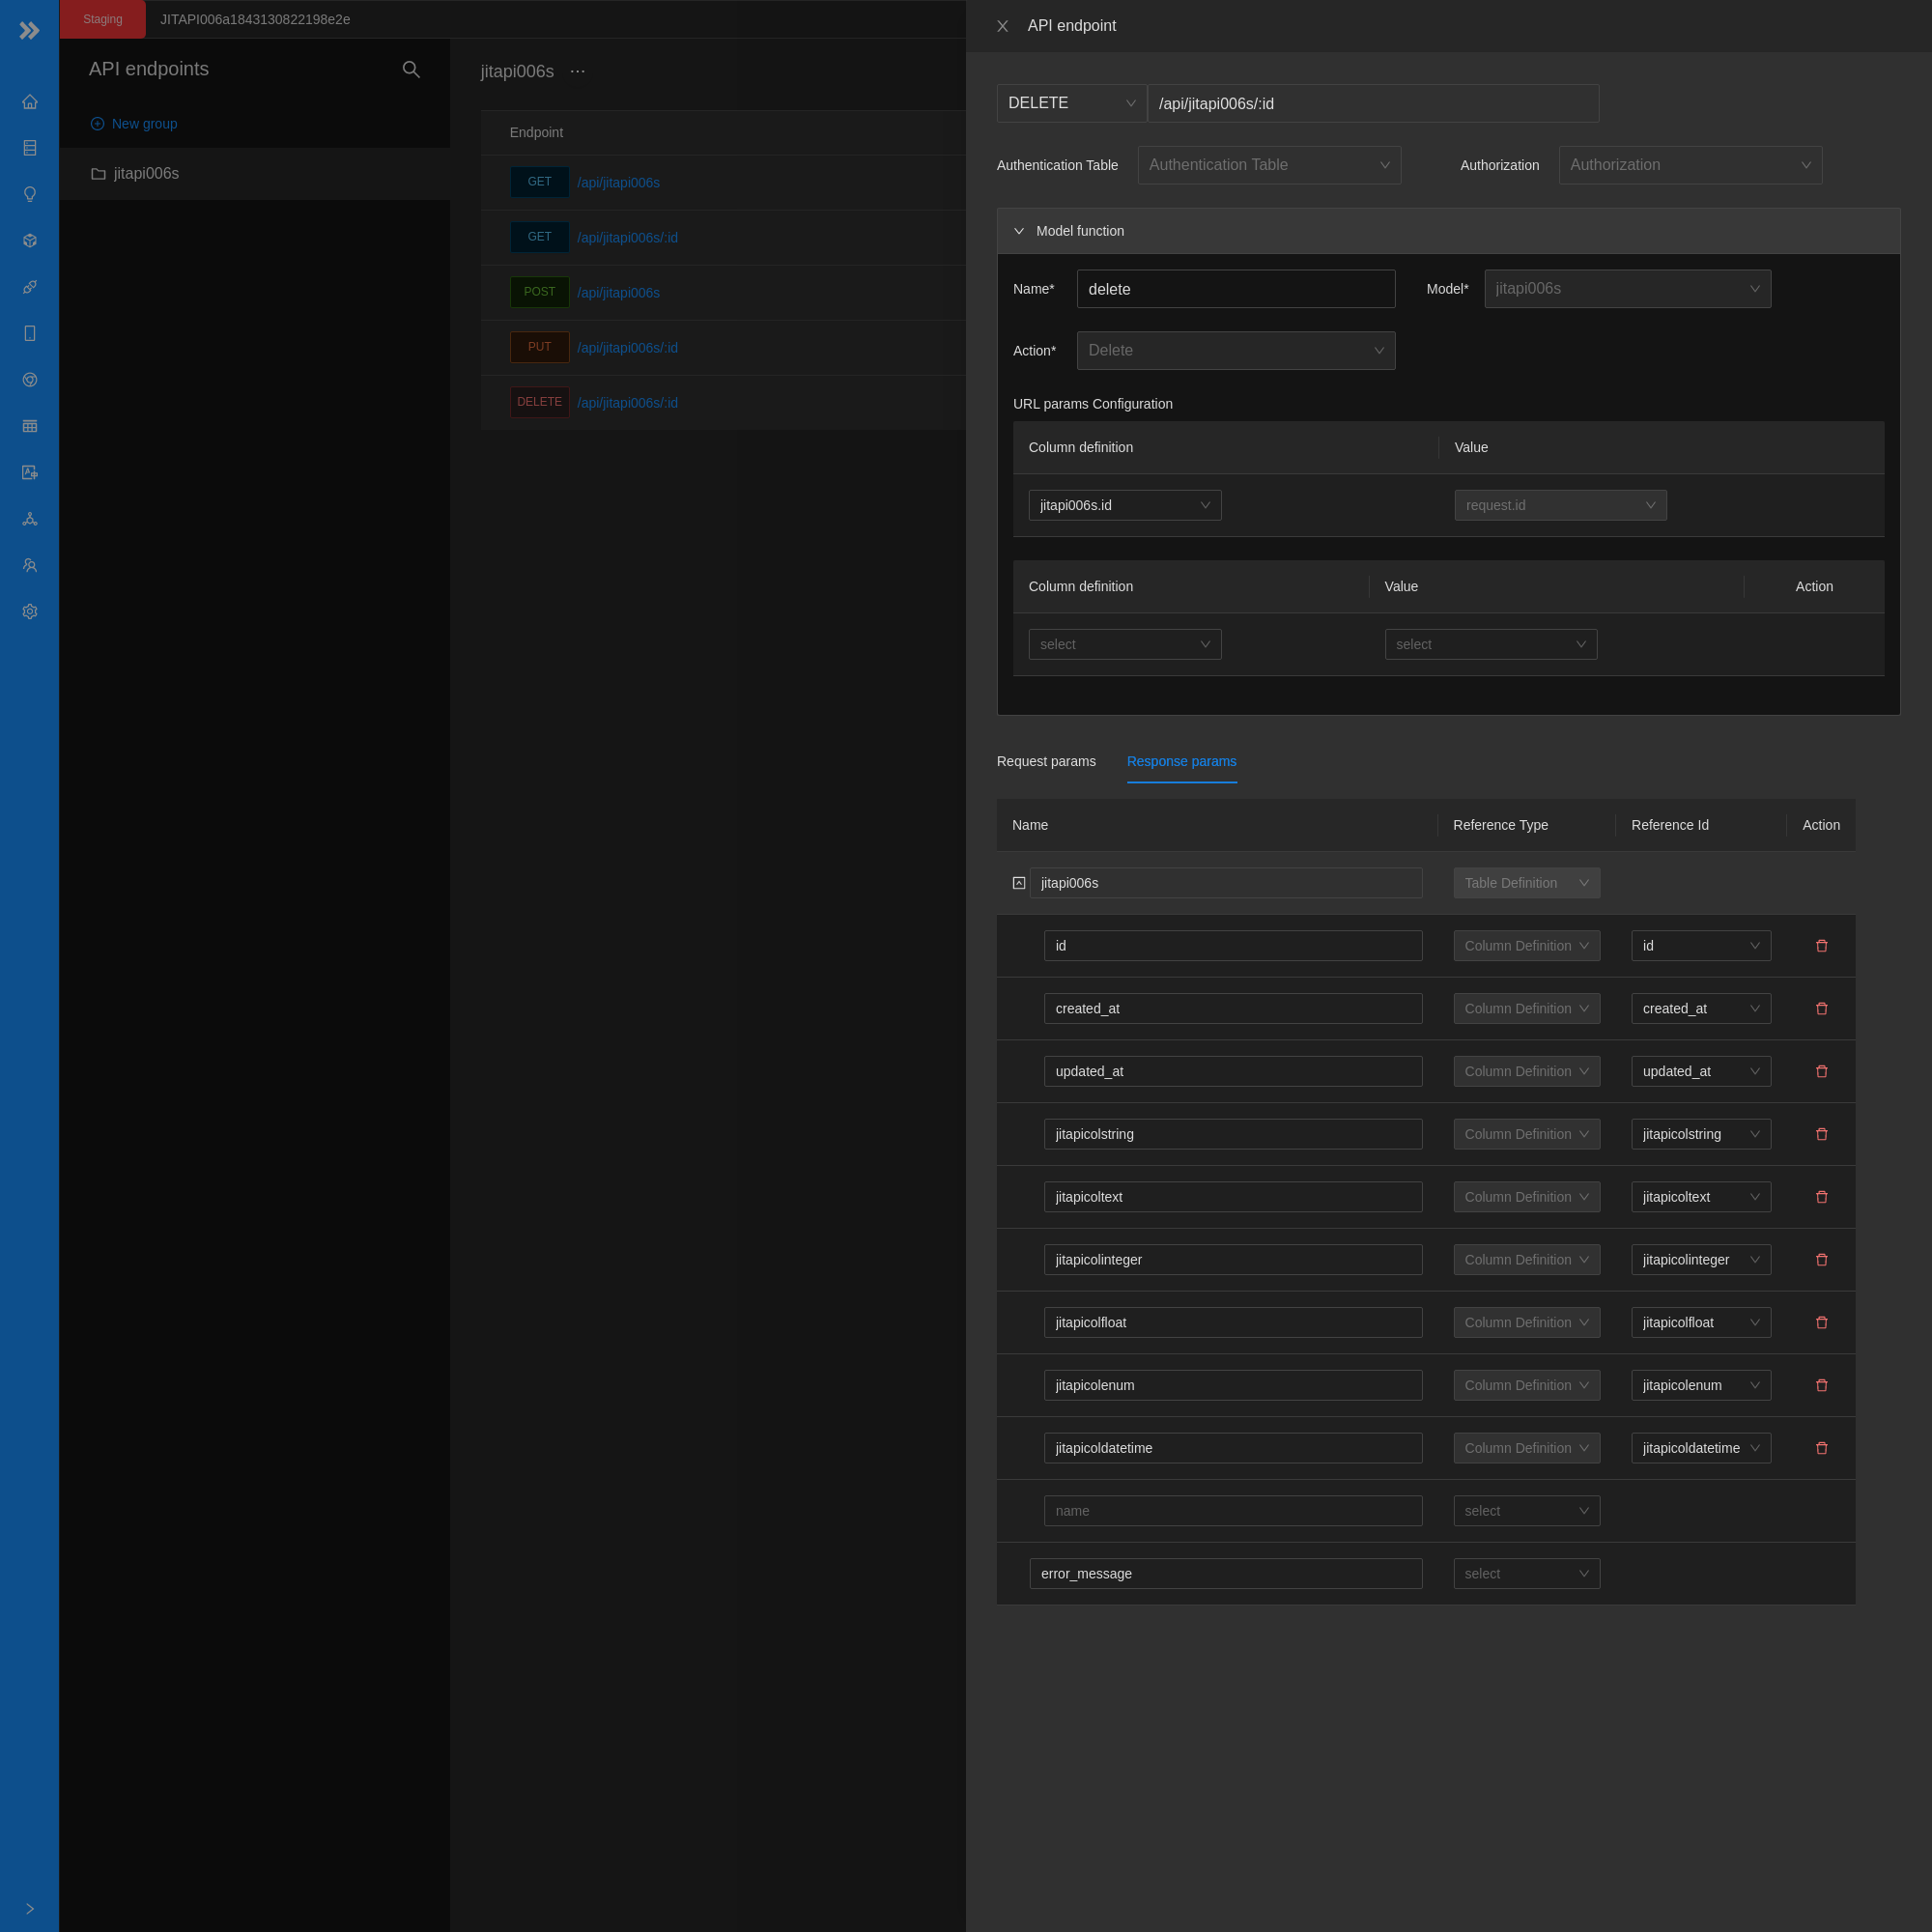 Staging
JITAPI006a1843130822198e2e
API endpoints
New group
jitapi006s
jitapi006s ...
Endpoint
GET /api/jitapi006s
GET /api/jitapi006s/:id
POST /api/jitapi006s
PUT /api/jitapi006s/:id
DELETE /api/jitapi006s/:id
API endpoint
DELETE /api/jitapi006s/:id
Authentication Table Authentication Table Authorization Authorization
Model function
Name* delete Model* jitapi006s
Action* Delete
URL params Configuration
Column definition Value
jitapi006s.id request.id
Column definition Value Action
select select
Request params Response params
Name Reference Type Reference Id Action
jitapi006s Table Definition
id Column Definition id
created_at Column Definition created_at
updated_at Column Definition updated_at
jitapicolstring Column Definition jitapicolstring
jitapicoltext Column Definition jitapicoltext
jitapicolinteger Column Definition jitapicolinteger
jitapicolfloat Column Definition jitapicolfloat
jitapicolenum Column Definition jitapicolenum
jitapicoldatetime Column Definition jitapicoldatetime
name select
error_message select